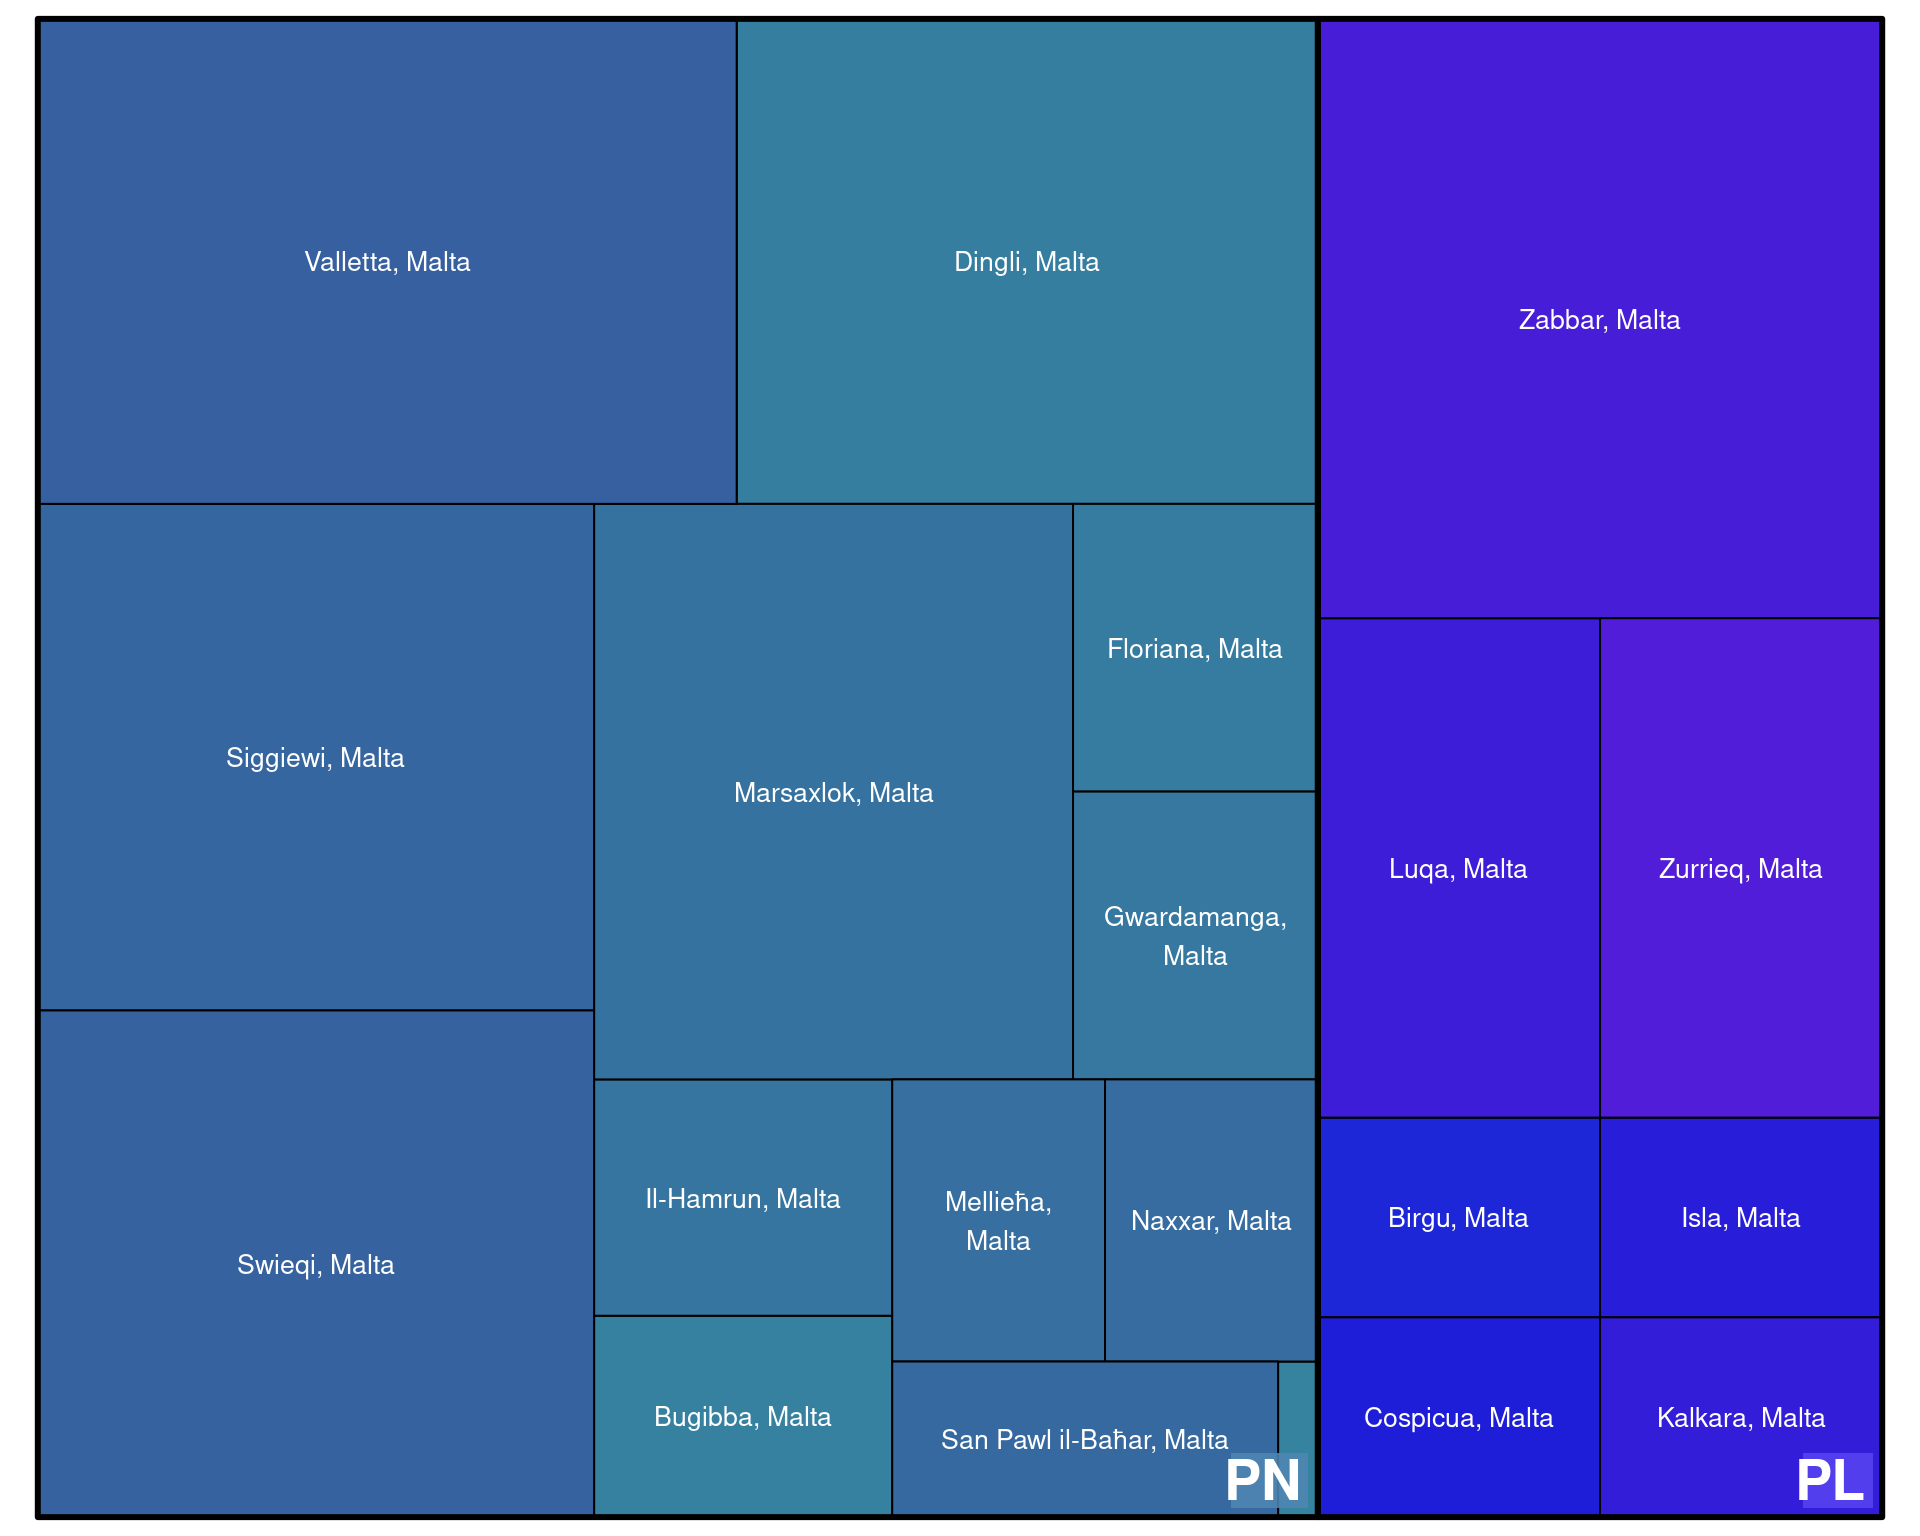 Valletta, Malta
Dingli, Malta
Zabbar, Malta
Siggiewi, Malta
Marsaxlok, Malta
Floriana, Malta
Gwardamanga,
Malta
Luqa, Malta
Zurrieq, Malta
Swieqi, Malta
Il-Hamrun, Malta
Mellieħa,
Malta
Naxxar, Malta
Birgu, Malta
Isla, Malta
Bugibba, Malta
San Pawl il-Baħar, Malta
Cospicua, Malta
Kalkara, Malta
PN
PL